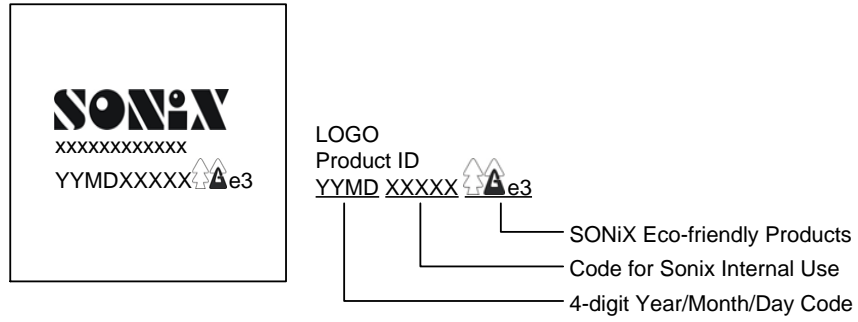 SONiX
xxxxxxxxxxxx
YYMDXXXXX G e3
LOGO
Product ID
YYMD XXXXX G e3
SONiX Eco-friendly Products
Code for Sonix Internal Use
4-digit Year/Month/Day Code